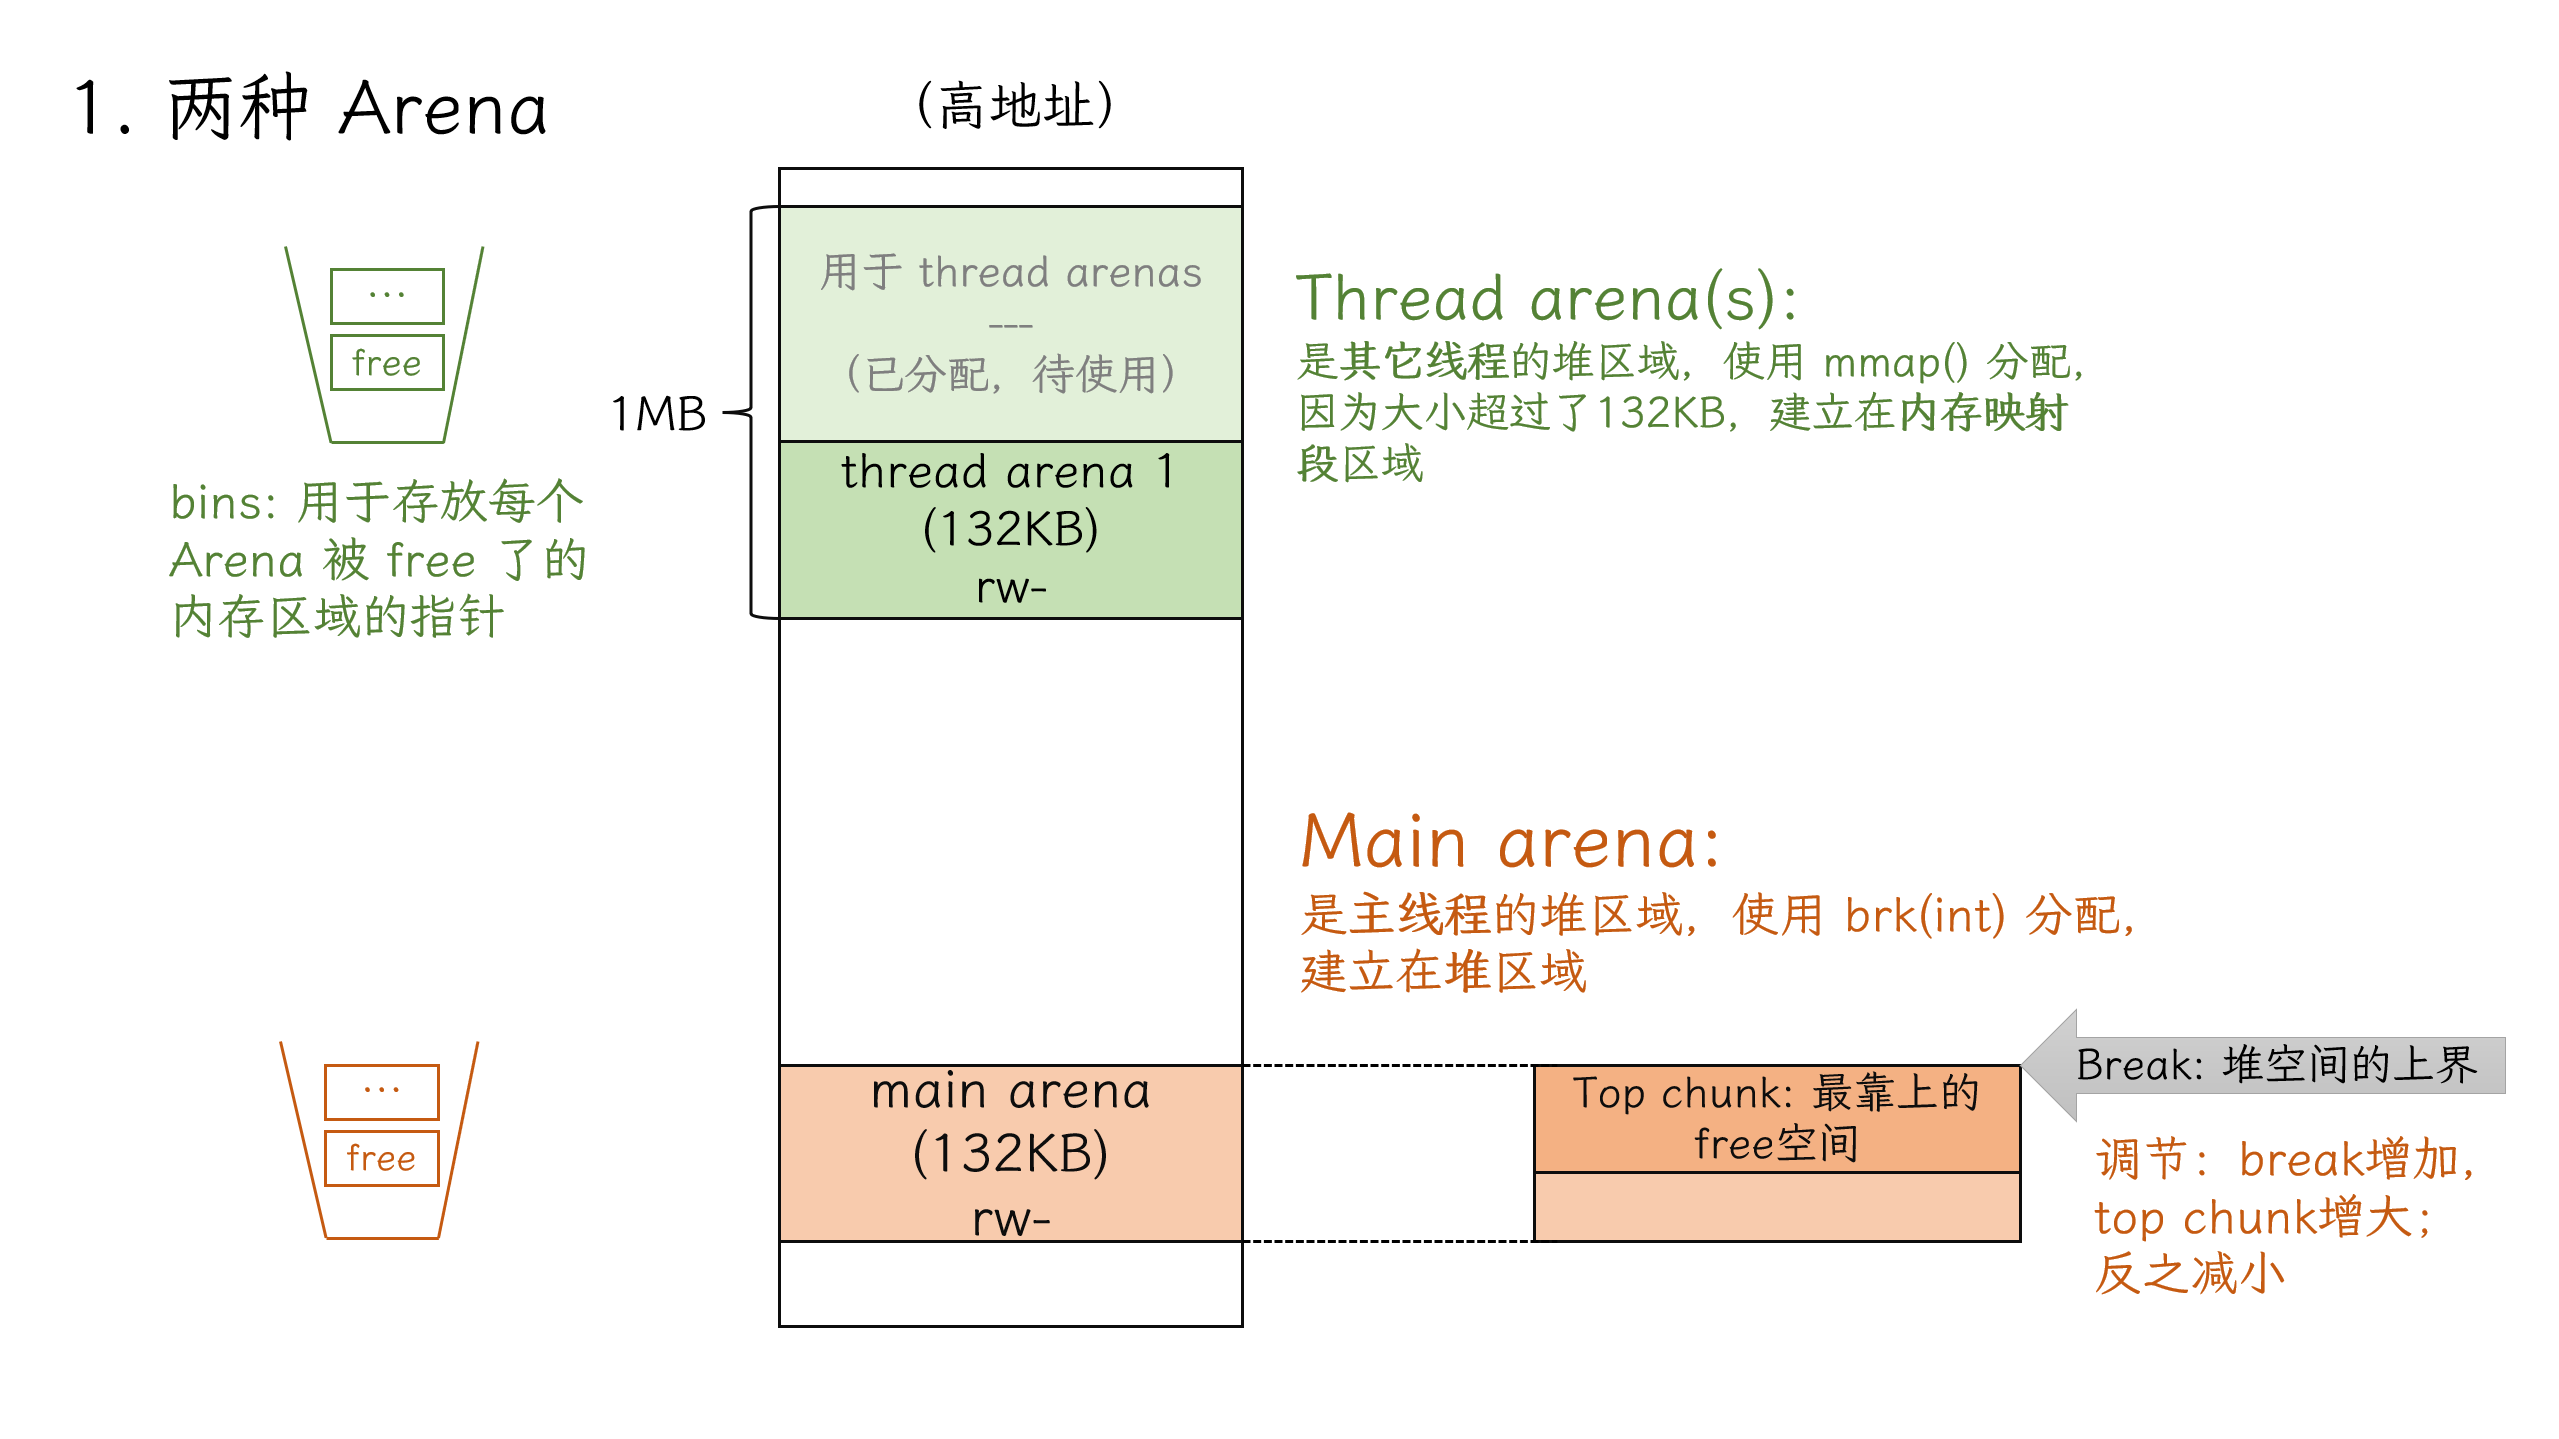 1. 两种 Arena
(高地址)
…
free
bins: 用于存放每个
Arena 被 free 了的
内存区域的指针
1MB
用于 thread arenas
---
(已分配，待使用)
thread arena 1
(132KB)
rw-
Thread arena(s):
是其它线程的堆区域，使用 mmap() 分配，
因为大小超过了132KB，建立在内存映射
段区域
Main arena:
是主线程的堆区域，使用 brk(int) 分配，
建立在堆区域
…
free
main arena
(132KB)
rw-
Top chunk: 最靠上的
free空间
Break: 堆空间的上界
调节：break增加，
top chunk增大；
反之减小